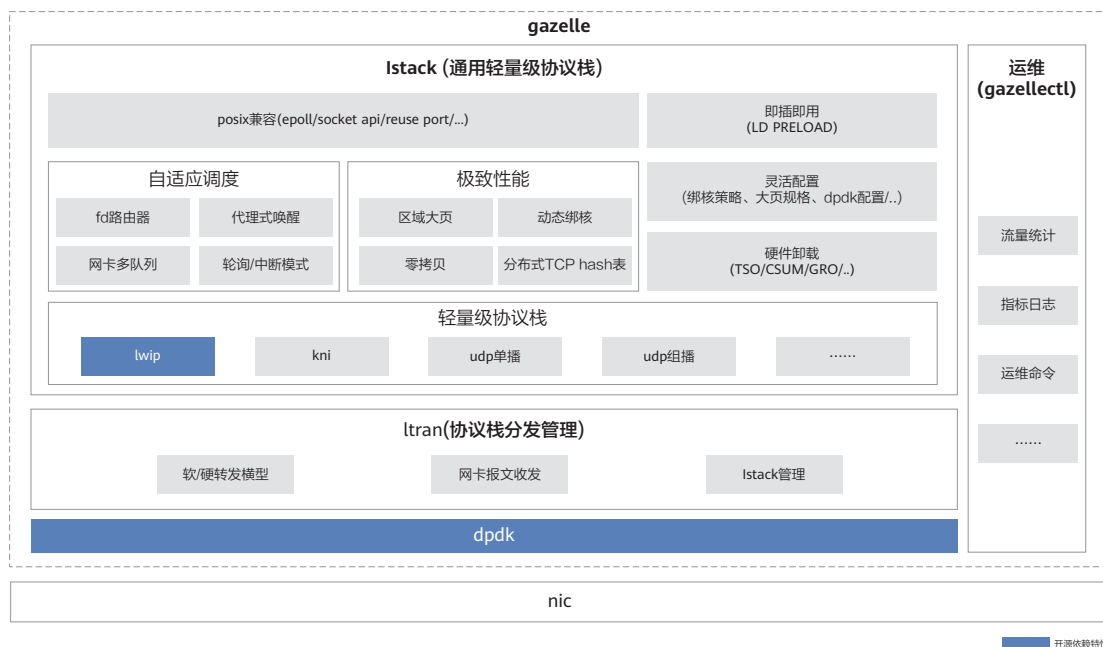 gazelle
Istack (通用轻量级协议栈)
posix兼容(epoll/socket api/reuse port/...)
即插即用
(LD PRELOAD)
自适应调度
fd路由器
代理式唤醒
网卡多队列
轮询/中断模式
极致性能
区域大页
动态绑核
零拷贝
分布式TCP hash表
灵活配置
(绑核策略、大页规格、dpdk配置/..)
硬件卸载
(TSO/CSUM/GRO/..)
轻量级协议栈
lwip
kni
udp单播
udp组播
……
ltran(协议栈分发管理)
软/硬转发横型
网卡报文收发
Istack管理
dpdk
运维
(gazellectl)
流量统计
指标日志
运维命令
……
nic
开源依赖特